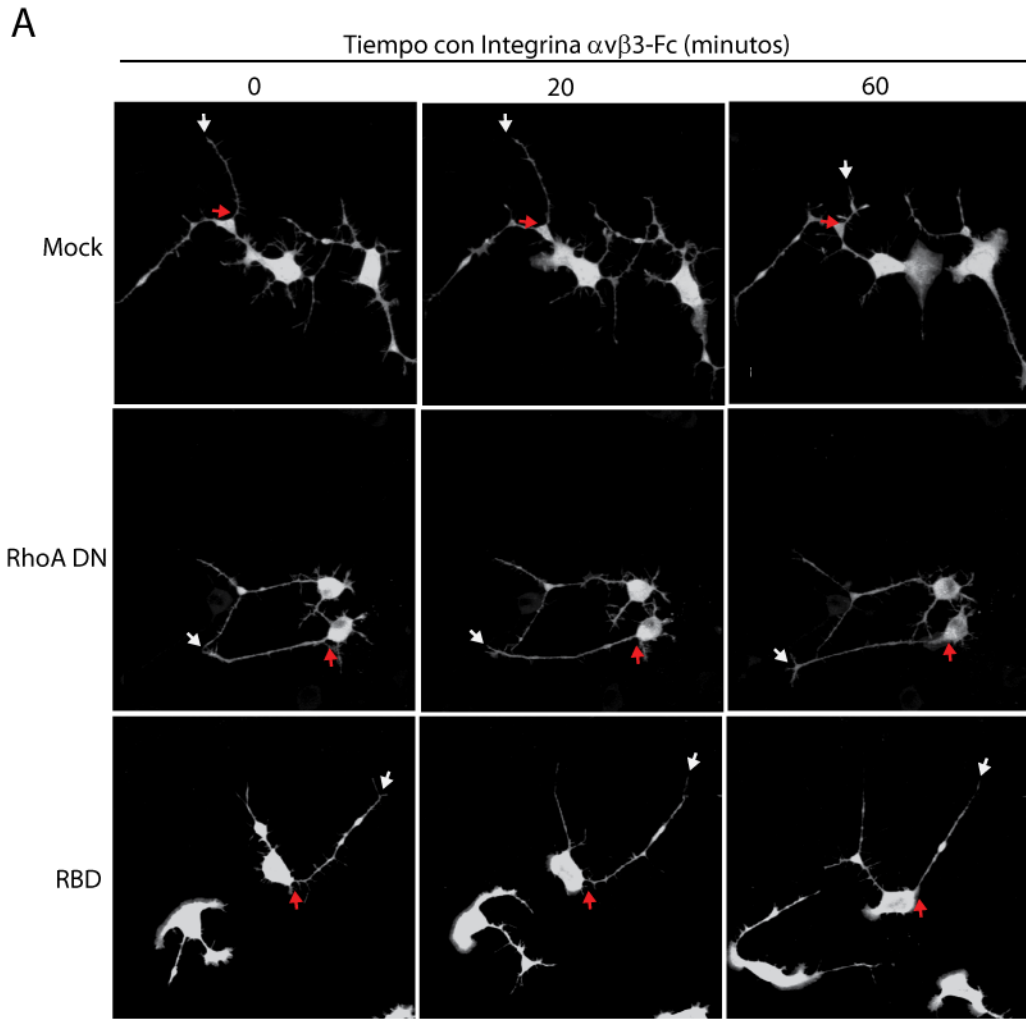 A
Tiempo con Integrina αvβ3-Fc (minutos)
0 20 60
Mock
RhoA DN
RBD